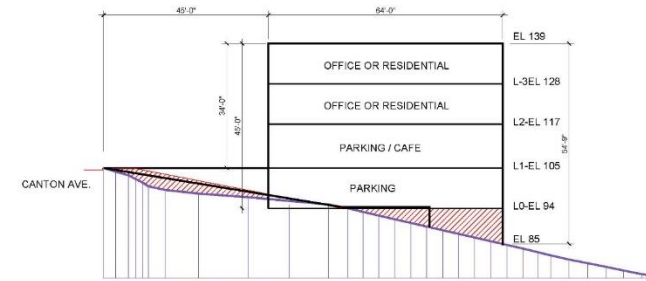 45'-0"
64'-0"
EL 139
OFFICE OR RESIDENTIAL
L-3EL 128
34'-0"
45'-0"
OFFICE OR RESIDENTIAL
L2-EL 117
54'-9"
PARKING / CAFE
L1-EL 105
CANTON AVE.
PARKING
L0-EL 94
EL 85